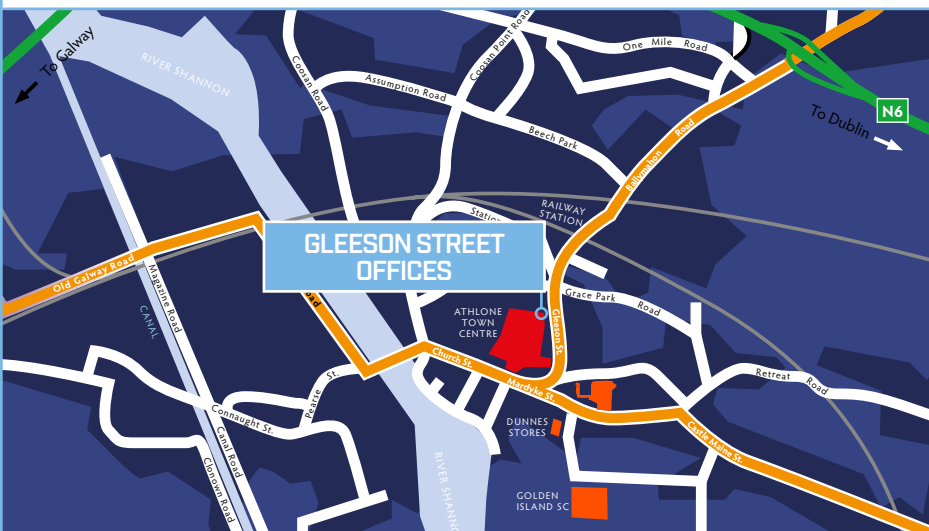 To Galway
RIVER SHANNON
Coosan Road
Coosan Point Road
One Mile Road
Assumption Road
Beech Park
N6
To Dublin
Ballymahon Road
RAILWAY
STATION
GLEESON STREET
OFFICES
Old Galway Road
Magazine Road
CANAL
Grace Park Road
ATHLONE
TOWN
CENTRE
Gleeson St.
Church St.
Mardyke St.
Pearse St.
Retreat Road
Connaught St.
DUNNES
STORES
Castle Maine St.
Canal Road
Clonown Road
RIVER SHANNO
GOLDEN
ISLAND SC